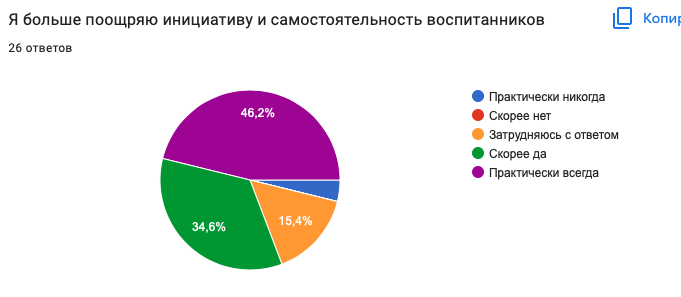 Я больше поощряю инициативу и самостоятельность воспитанников
Копир
26 ответов
46,2%
34,6%
15,4%
Практически никогда
Скорее нет
Затрудняюсь с ответом
Скорее да
Практически всегда